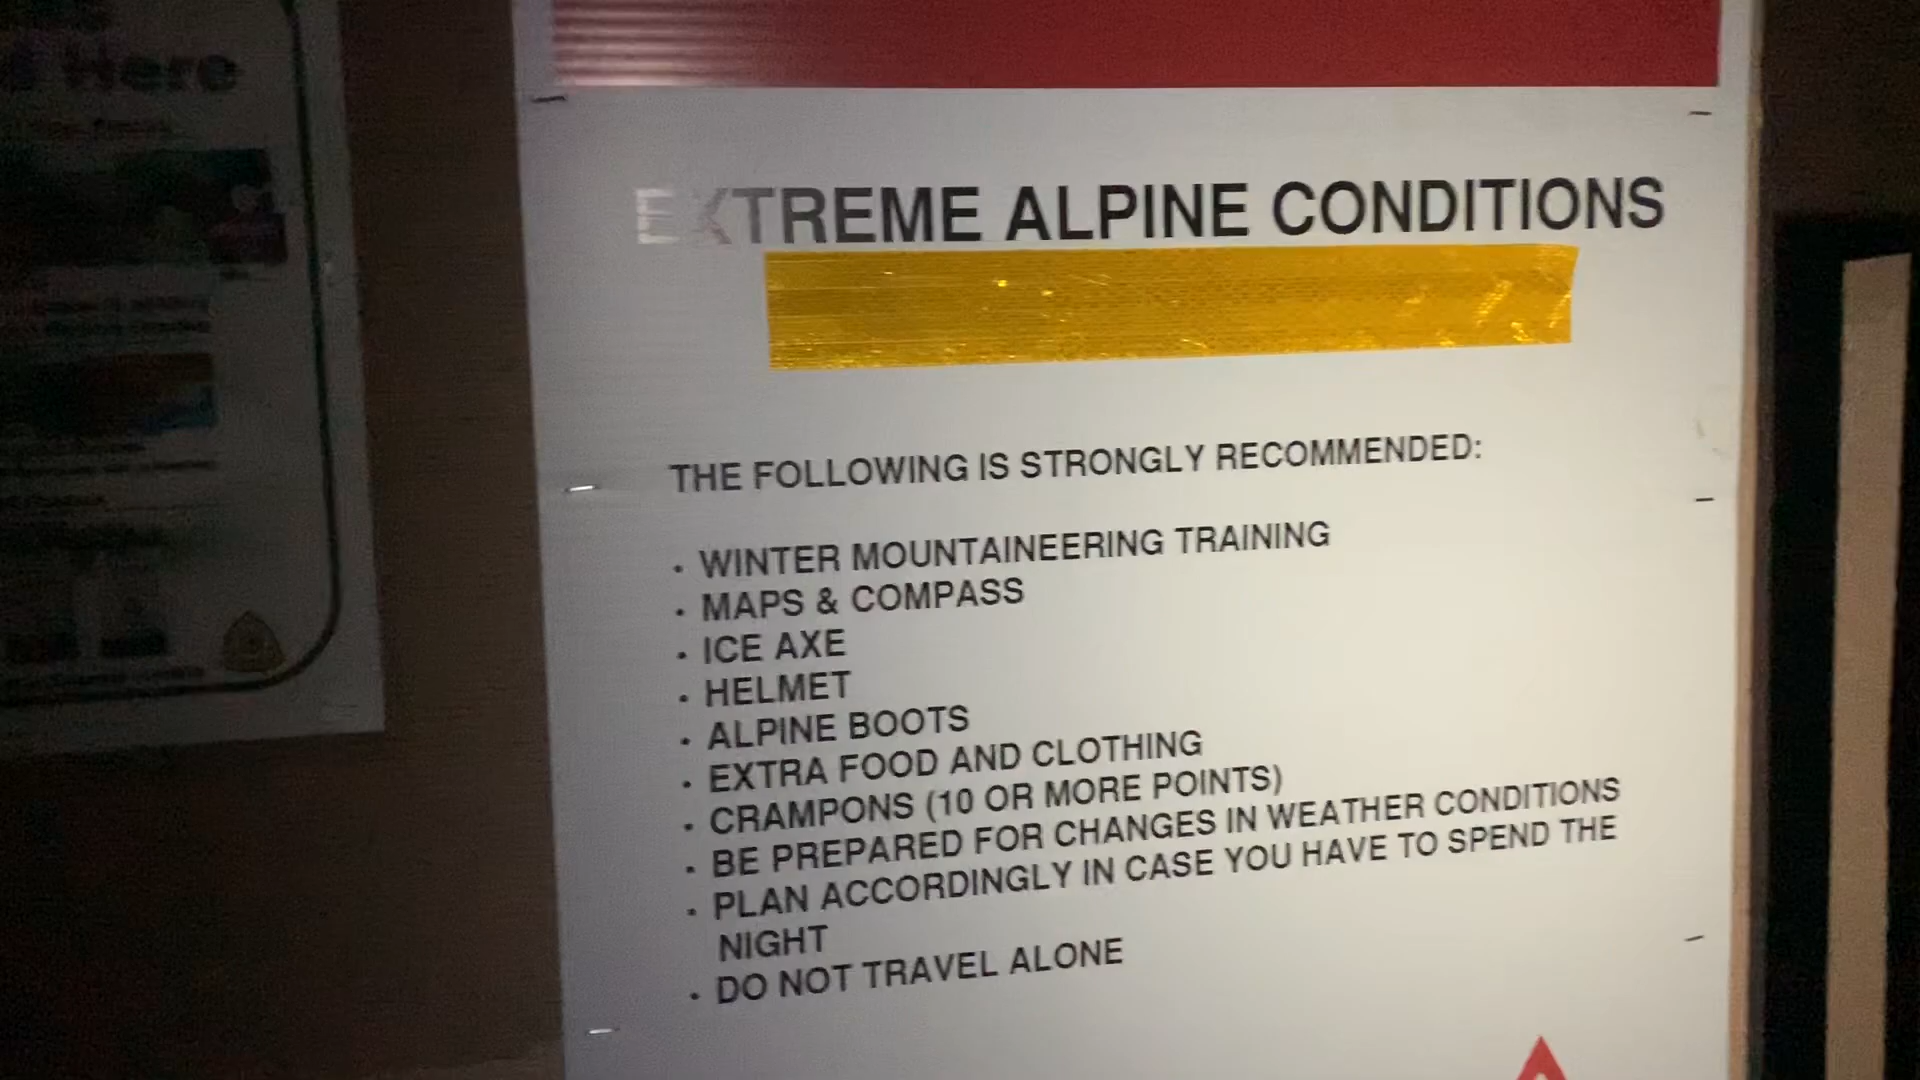 Here
EXTREME ALPINE CONDITIONS
THE FOLLOWING IS STRONGLY RECOMMENDED:
• WINTER MOUNTAINEERING TRAINING
• MAPS & COMPASS
• ICE AXE
• HELMET
• ALPINE BOOTS
• EXTRA FOOD AND CLOTHING
• CRAMPONS (10 OR MORE POINTS)
• BE PREPARED FOR CHANGES IN WEATHER CONDITIONS
• PLAN ACCORDINGLY IN CASE YOU HAVE TO SPEND THE
NIGHT
• DO NOT TRAVEL ALONE